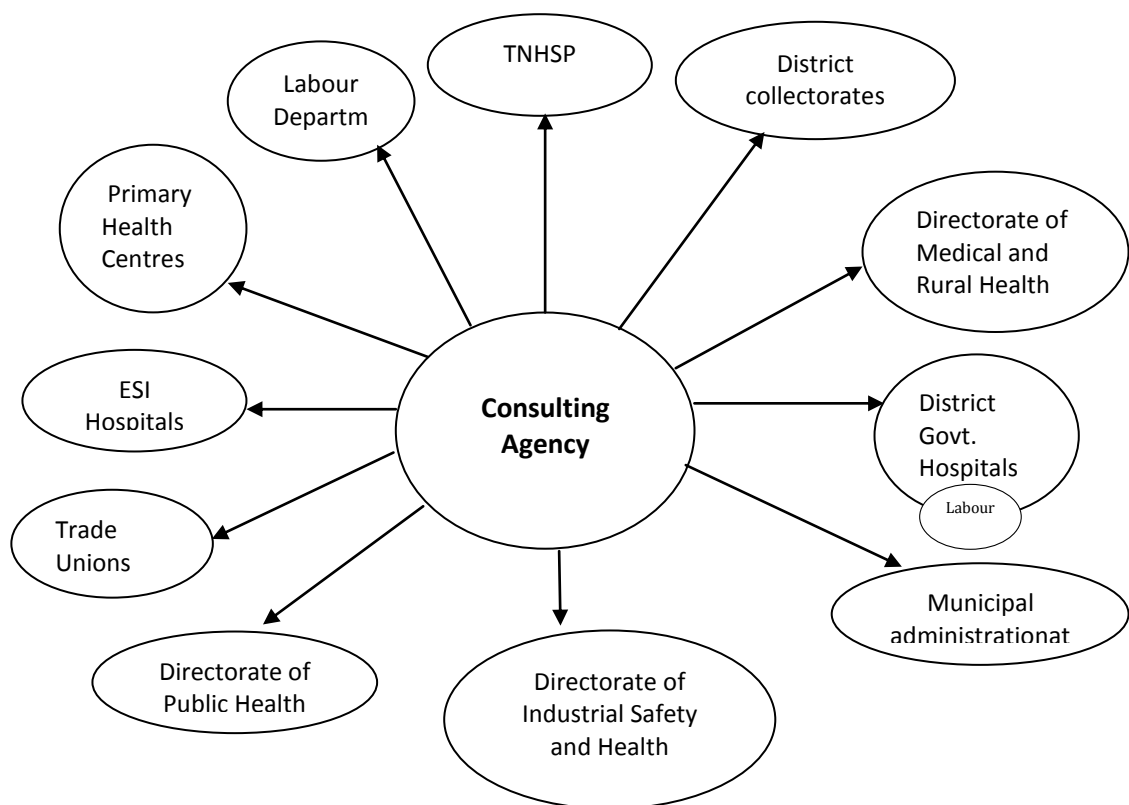 TNHSP
District
collectorates
Labour
Departm
Primary
Health
Centres
Directorate of
Medical and
Rural Health
ESI
Hospitals
Consulting
Agency
District
Govt.
Hospitals
Labour
Trade
Unions
Municipal
administrationat
Directorate of
Public Health
Directorate of
Industrial Safety
and Health